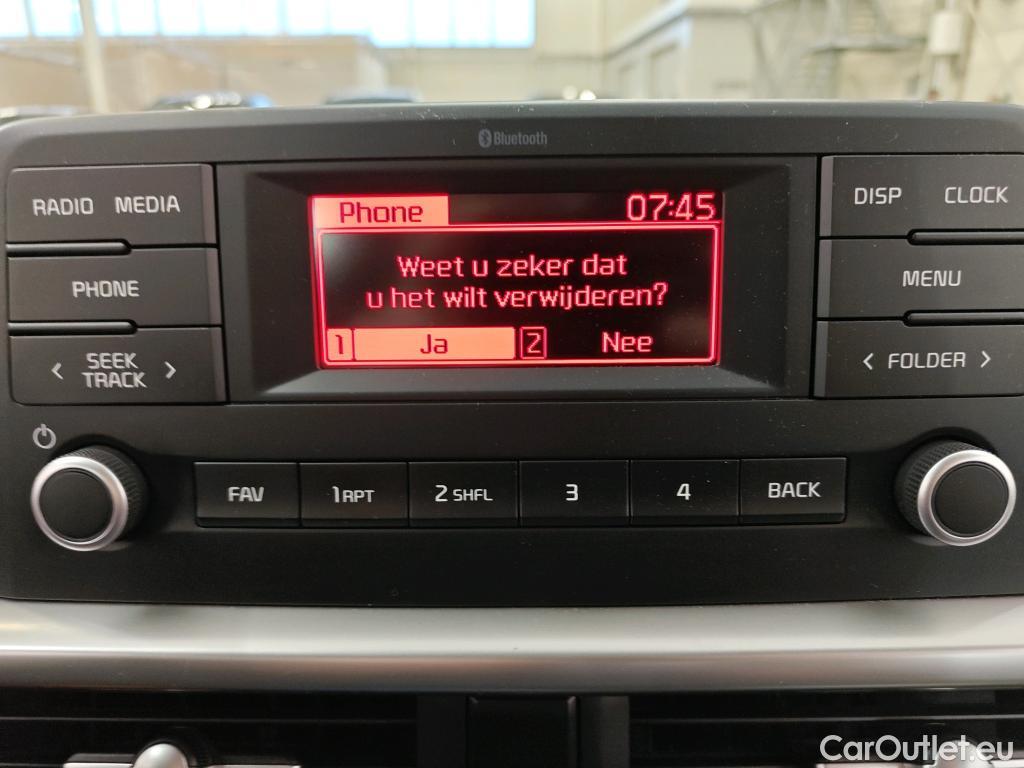 Bluetooth
RADIO MEDIA
PHONE
< SEEK TRACK >
Phone 07:45
Weet u zeker dat
u het wilt verwijderen?
1 Ja 2 Nee
DISP CLOCK
MENU
< FOLDER >
FAV 1 RPT 2 SHFL 3 4 BACK
CarOutlet.eu